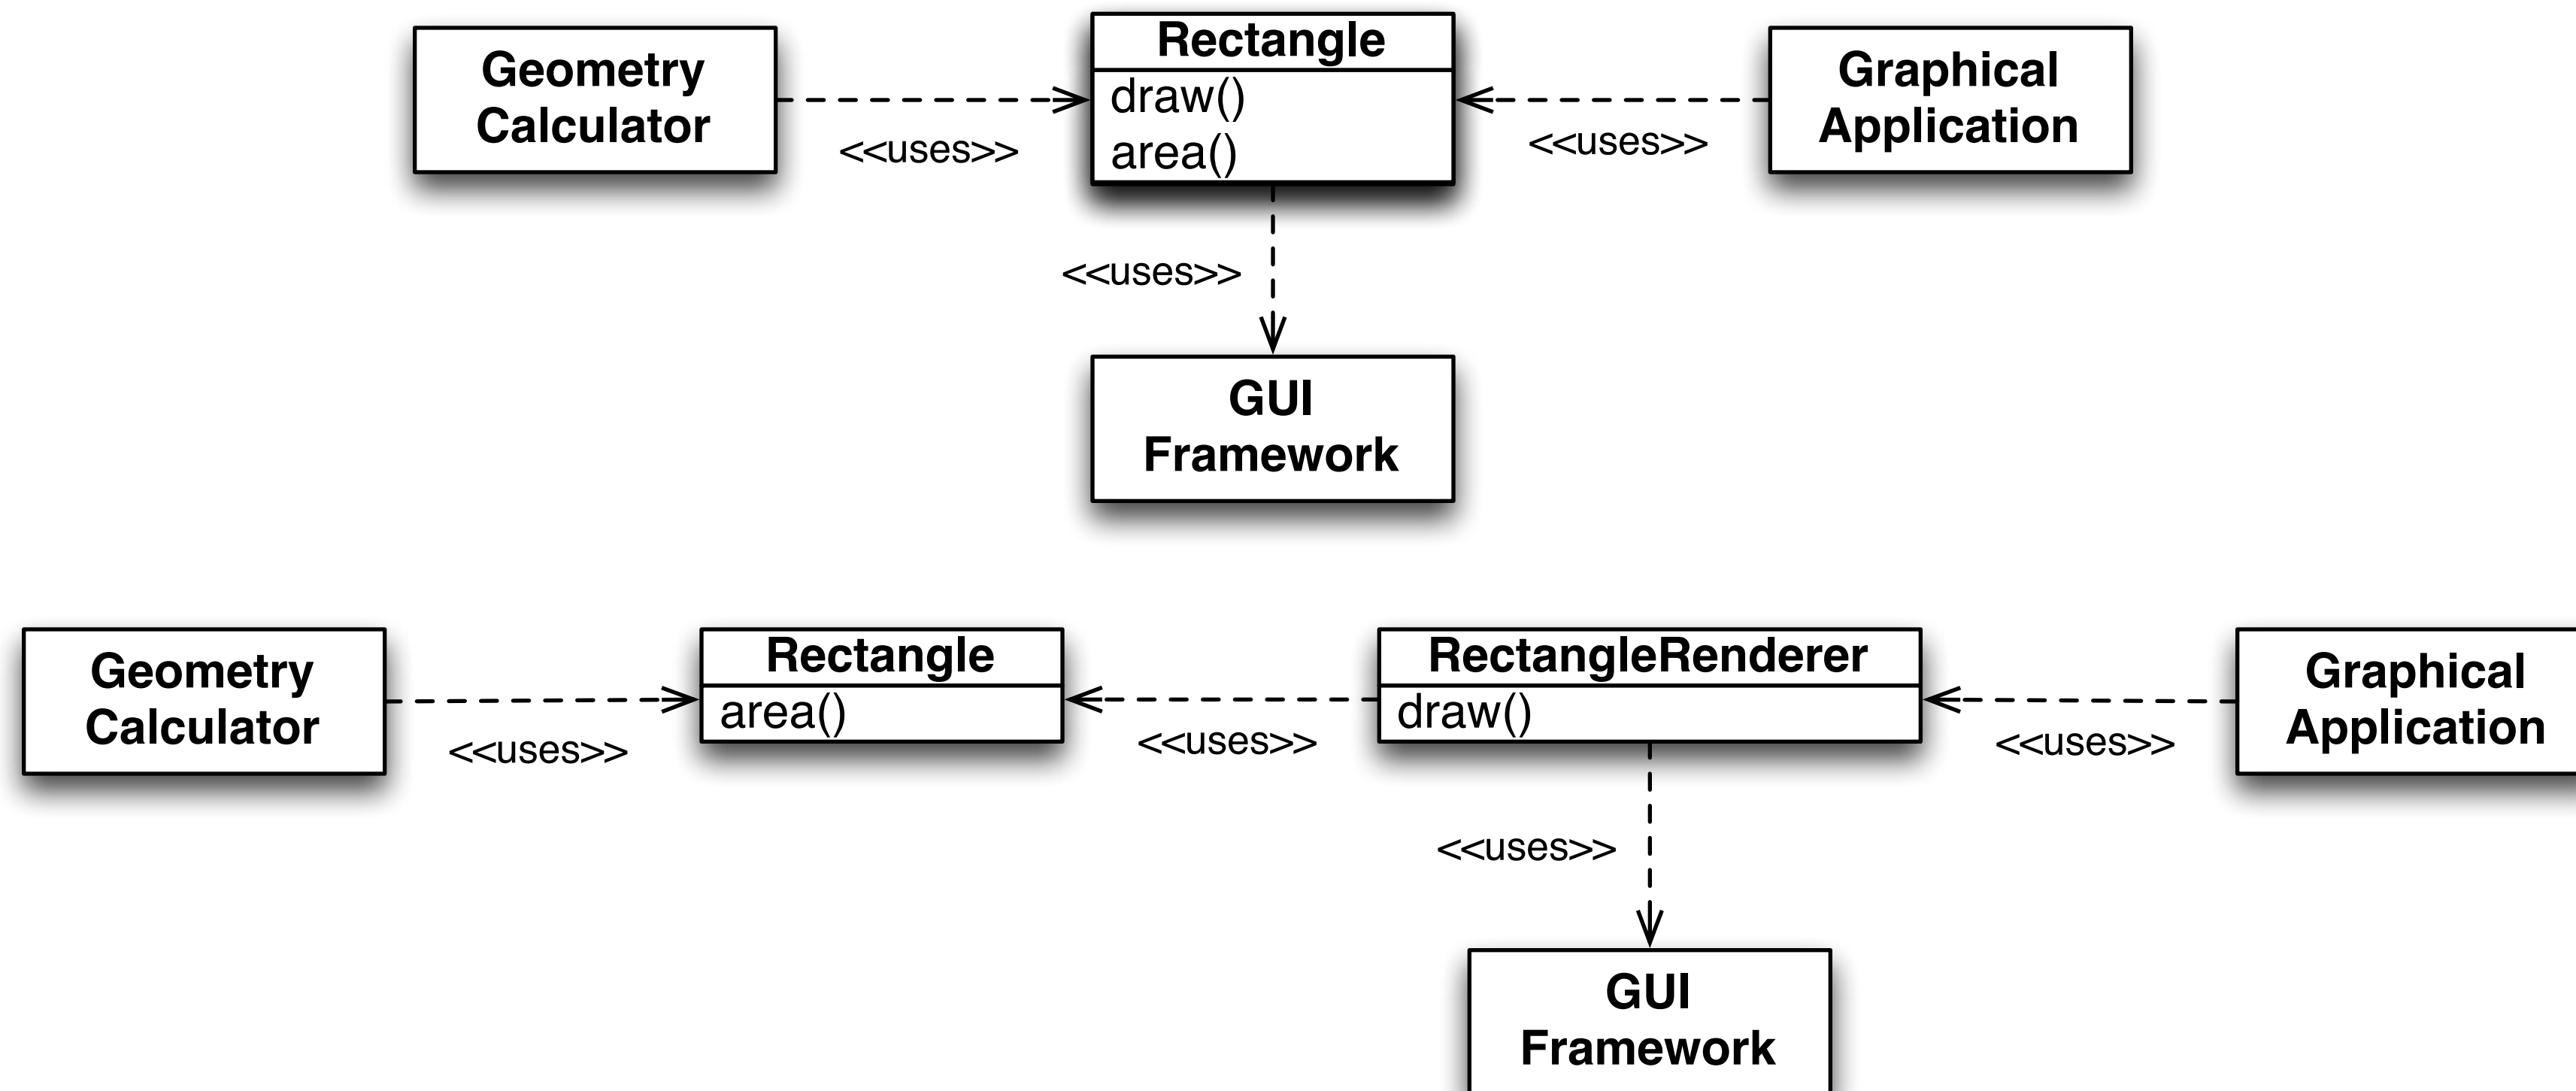 Geometry
Calculator
<<uses>>
Rectangle
draw()
area()
<<uses>>
Graphical
Application
<<uses>>
GUI
Framework
Geometry
Calculator
<<uses>>
Rectangle
area()
<<uses>>
RectangleRenderer
draw()
<<uses>>
Graphical
Application
<<uses>>
GUI
Framework